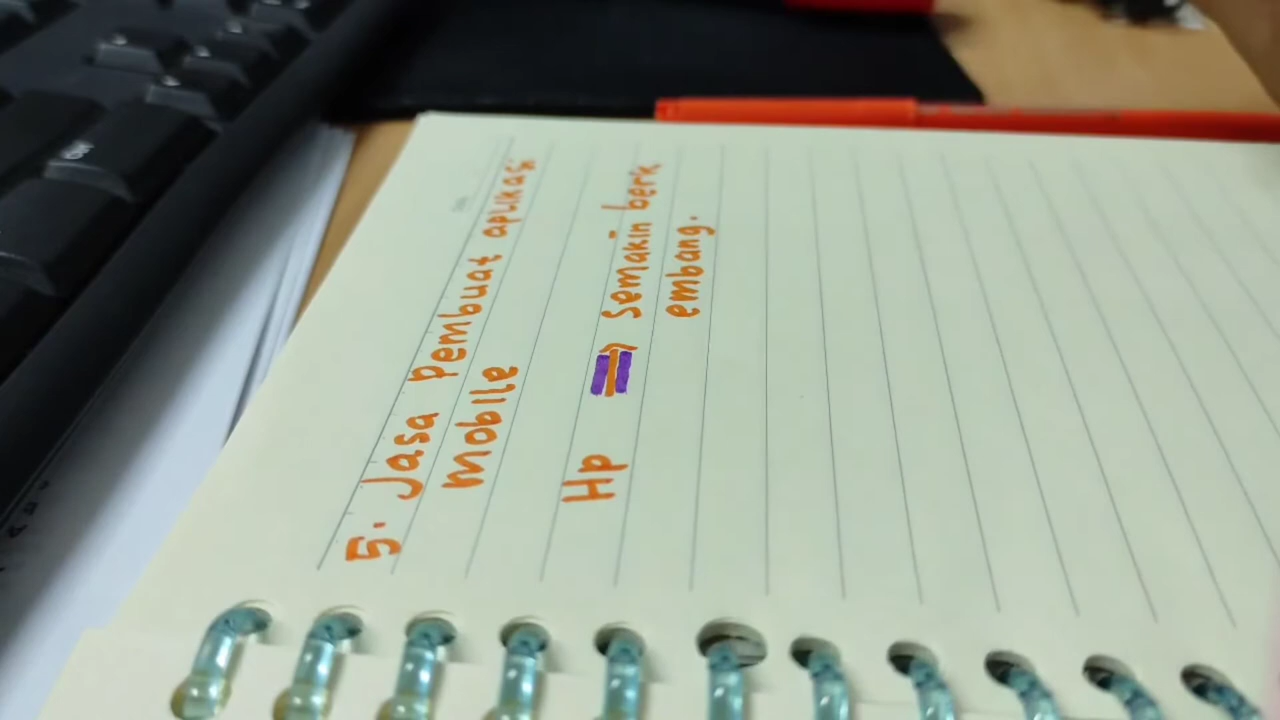 5. Jasa pembuat aplikasi
mobile
Hp ⇒ semakin berk
embang.